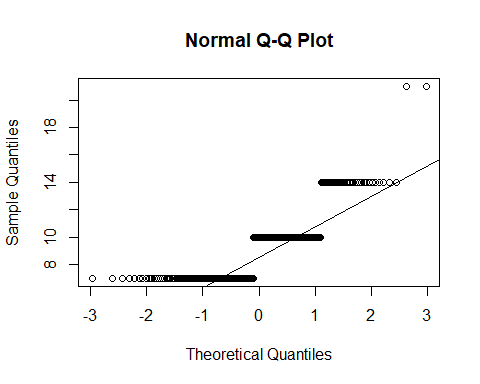 Normal Q-Q Plot
Sample Quantiles
18
14
10
8
-3 -2 -1 0 1 2 3
Theoretical Quantiles